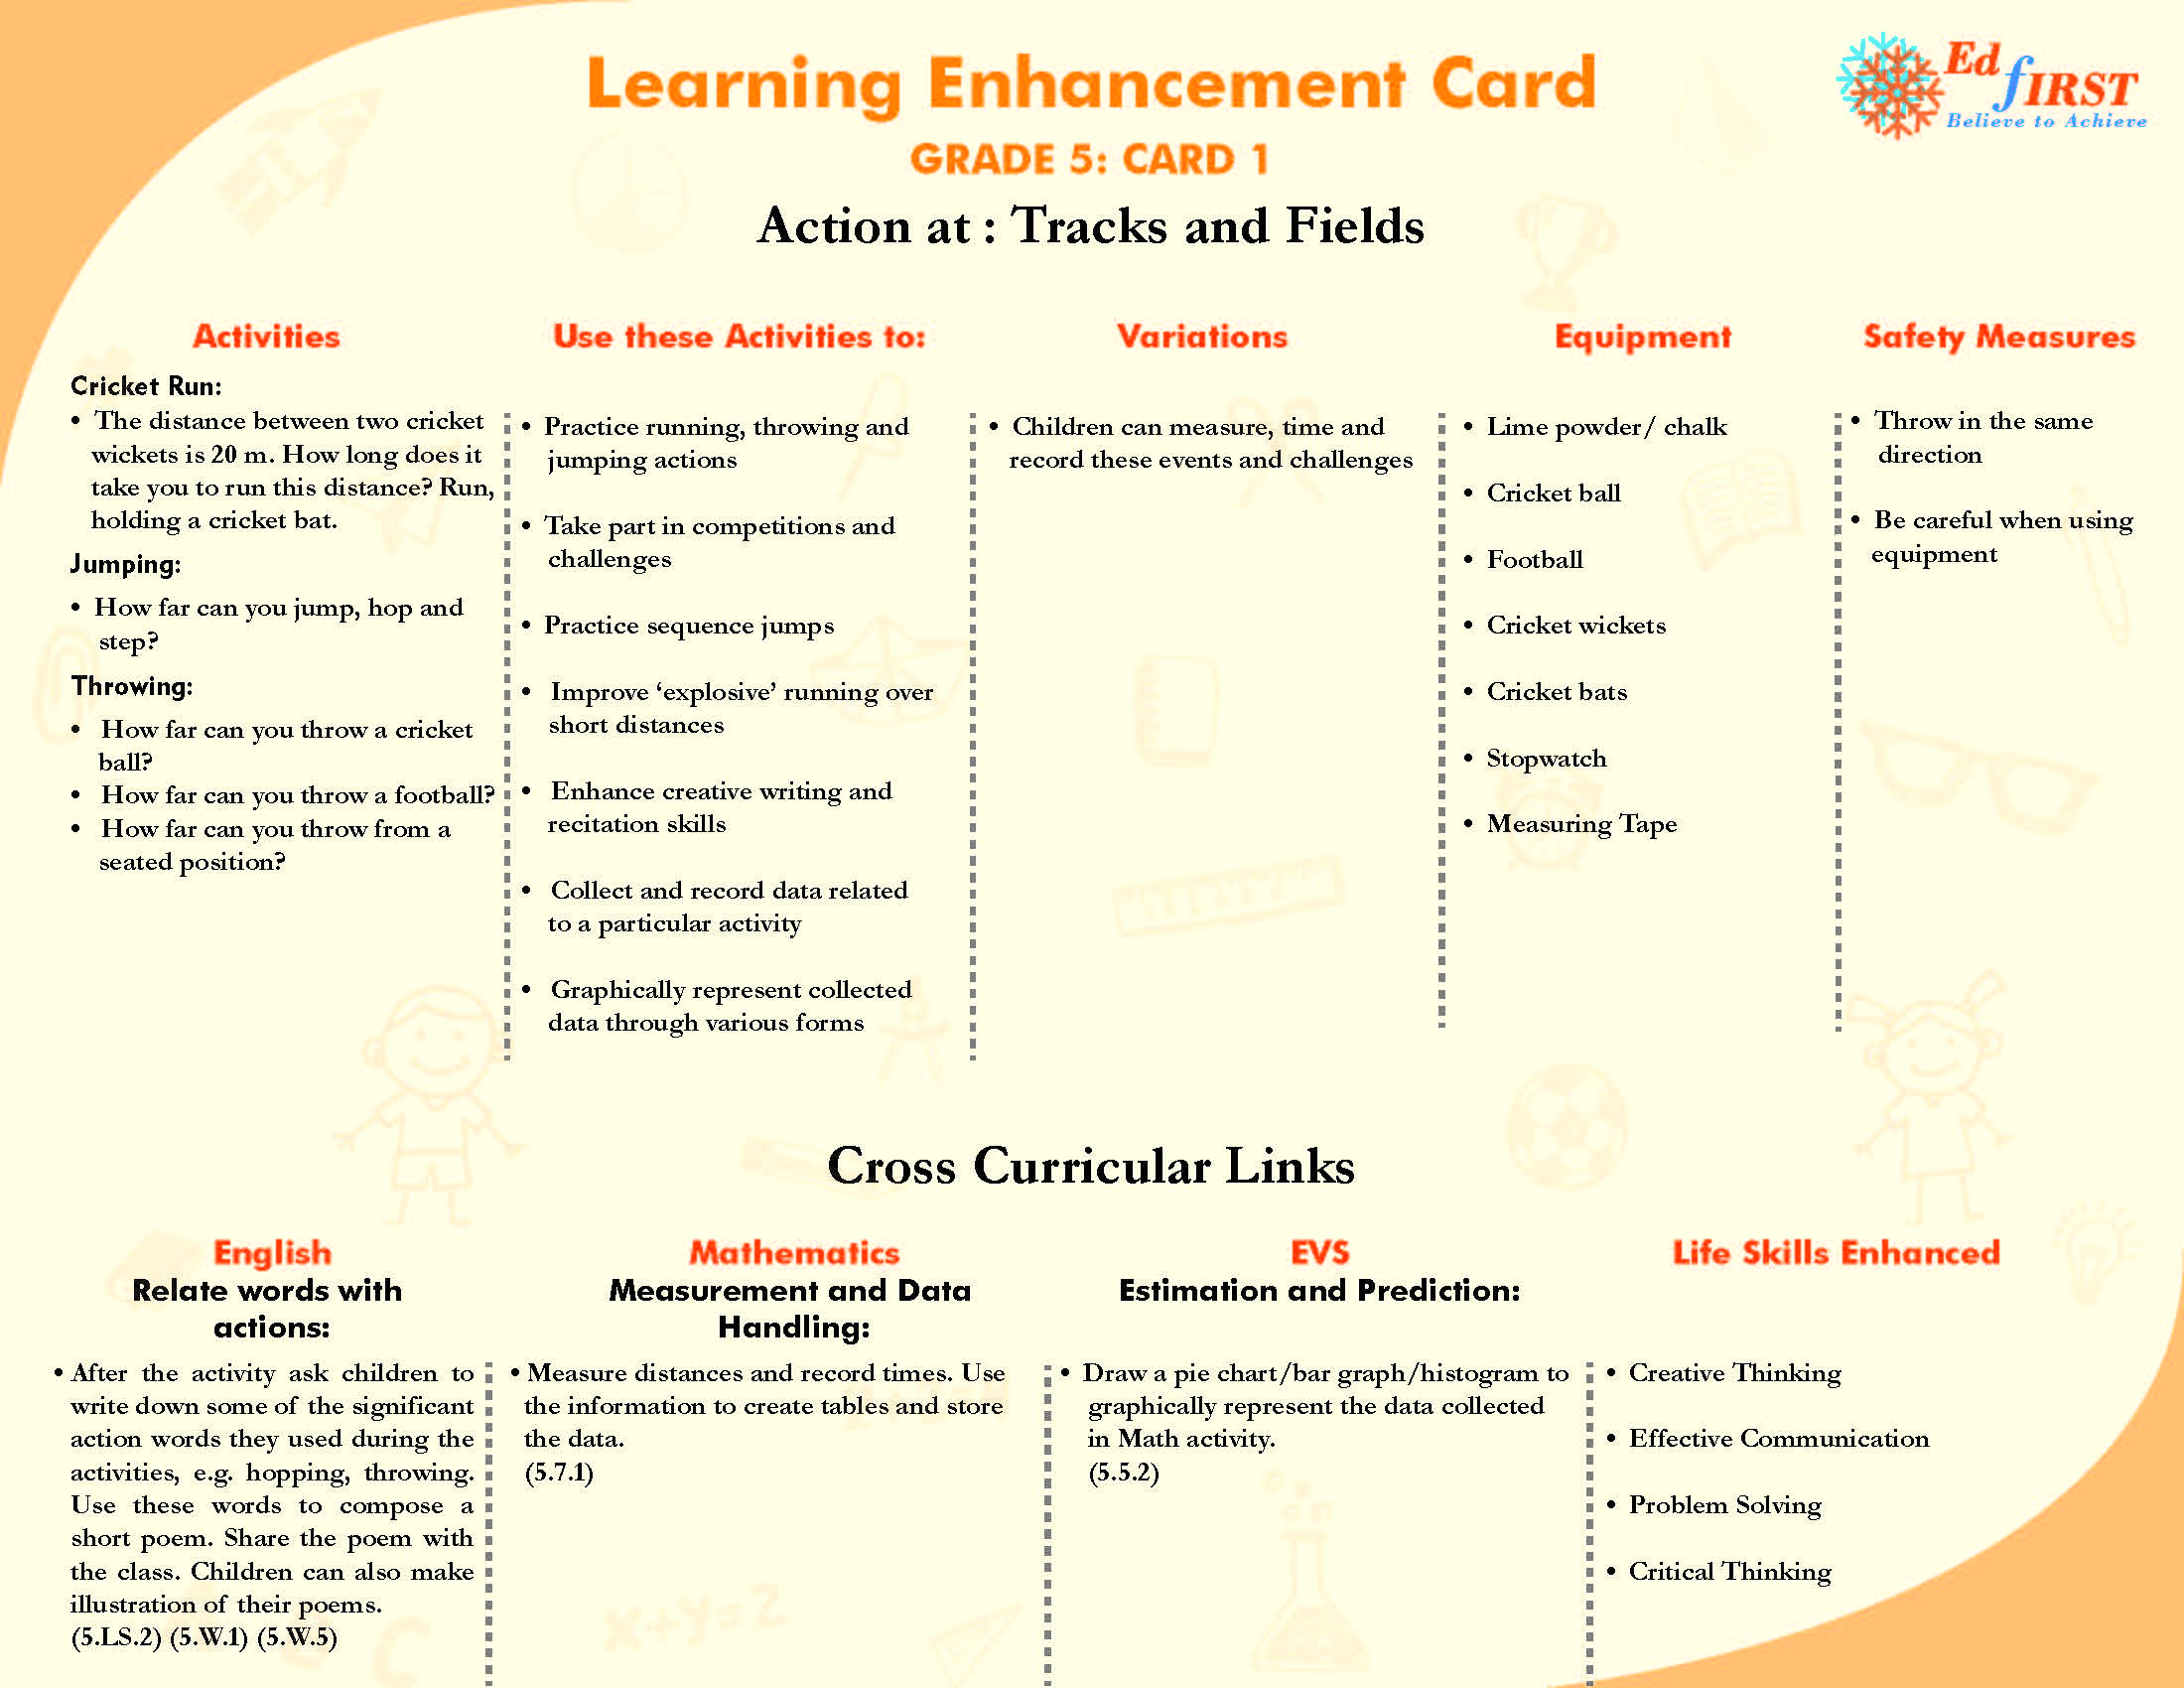 Learning Enhancement Card
Ed fIRST
Believe to Achieve
GRADE 5: CARD 1
Action at : Tracks and Fields
Activities
Cricket Run:
• The distance between two cricket
wickets is 20 m. How long does it
take you to run this distance? Run,
holding a cricket bat.
Jumping:
• How far can you jump, hop and
step?
Throwing:
• How far can you throw a cricket
ball?
• How far can you throw a football?
• How far can you throw from a
seated position?
Use these Activities to:
• Practice running, throwing and
jumping actions
• Take part in competitions and
challenges
• Practice sequence jumps
• Improve ‘explosive’ running over
short distances
• Enhance creative writing and
recitation skills
• Collect and record data related
to a particular activity
• Graphically represent collected
data through various forms
Variations
• Children can measure, time and
record these events and challenges
Equipment
• Lime powder/ chalk
• Cricket ball
• Football
• Cricket wickets
• Cricket bats
• Stopwatch
• Measuring Tape
Safety Measures
• Throw in the same
direction
• Be careful when using
equipment
Cross Curricular Links
English
Relate words with
actions:
• After the activity ask children to
write down some of the significant
action words they used during the
activities, e.g. hopping, throwing.
Use these words to compose a
short poem. Share the poem with
the class. Children can also make
illustration of their poems.
(5.LS.2) (5.W.1) (5.W.5)
Mathematics
Measurement and Data
Handling:
• Measure distances and record times. Use
the information to create tables and store
the data.
(5.7.1)
x+y=2
EVS
Estimation and Prediction:
• Draw a pie chart/bar graph/histogram to
graphically represent the data collected
in Math activity.
(5.5.2)
Life Skills Enhanced
• Creative Thinking
• Effective Communication
• Problem Solving
• Critical Thinking